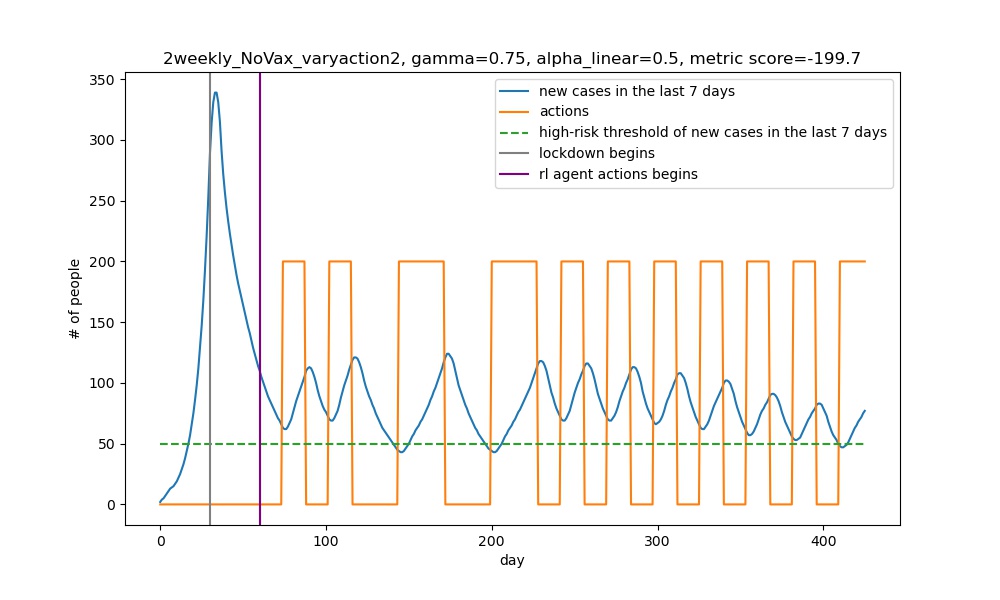 2weekly_NoVax_varyaction2, gamma=0.75, alpha_linear=0.5, metric score=-199.7
new cases in the last 7 days
actions
high-risk threshold of new cases in the last 7 days
lockdown begins
rl agent actions begins
350
300
250
200
150
100
50
0
# of people
0 100 200 300 400
day